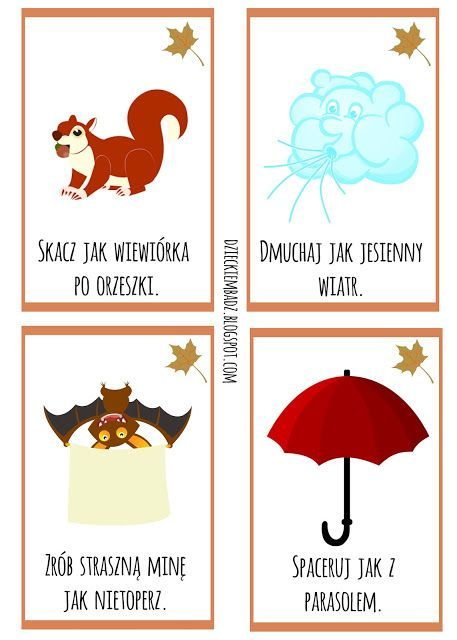 SKACZ JAK WIEWIÓRKA
PO ORZESZKI.
DMUCHAJ JAK JESIENNY
WIATR.
DZIECKIEMBADZ.BLOGSPOT.COM
ZRÓB STRASZNĄ MINĘ
JAK NIETOPERZ.
SPACERUJ JAK Z
PARASOLEM.